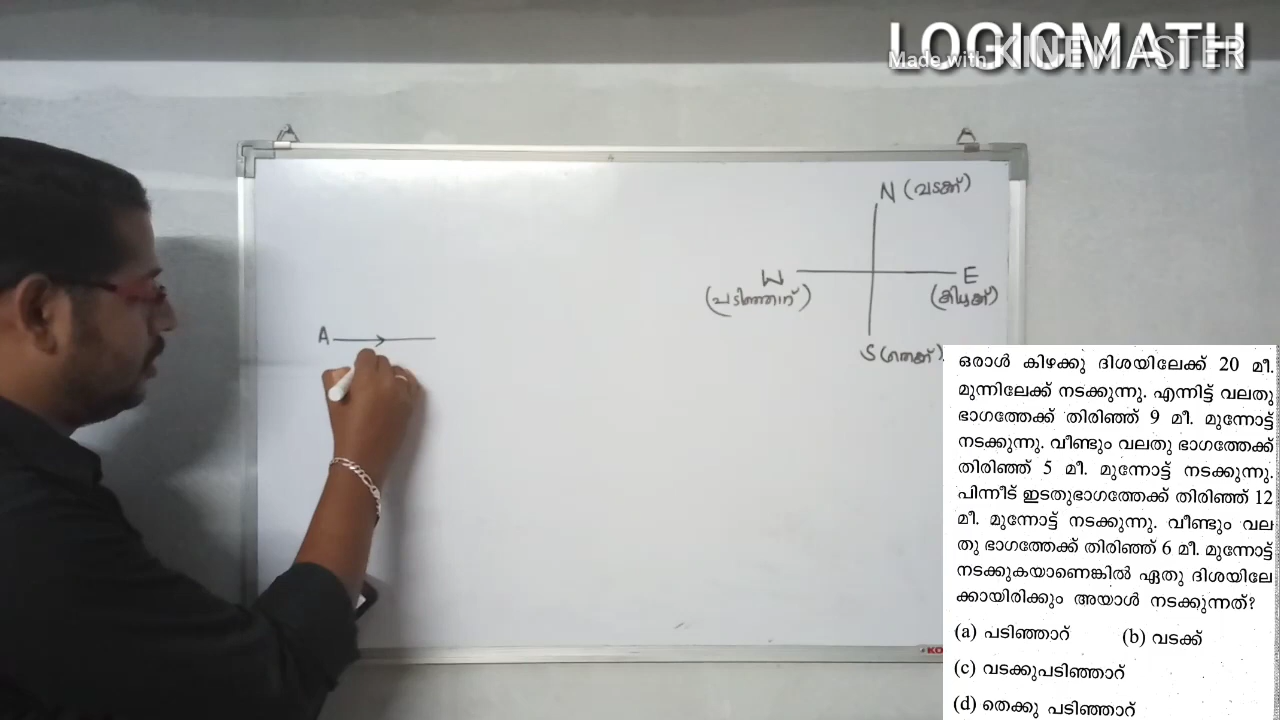 LOGICMATH
Made with KINEMASTER
N (വടക്ക്)
W
E
(പടിഞ്ഞാറ്)
(കിഴക്ക്)
A
S (തെക്ക്)
ഒരാൾ കിഴക്കു ദിശയിലേക്ക് 20 മീ.
മുന്നിലേക്ക് നടക്കുന്നു. എന്നിട്ട് വലതു
ഭാഗത്തേക്ക് തിരിഞ്ഞ് 9 മീ. മുന്നോട്ട്
നടക്കുന്നു. വീണ്ടും വലതു ഭാഗത്തേക്ക്
തിരിഞ്ഞ് 5 മീ. മുന്നോട്ട് നടക്കുന്നു.
പിന്നീട് ഇടതുഭാഗത്തേക്ക് തിരിഞ്ഞ് 12
മീ. മുന്നോട്ട് നടക്കുന്നു. വീണ്ടും വല
തു ഭാഗത്തേക്ക് തിരിഞ്ഞ് 6 മീ. മുന്നോട്ട്
നടക്കുകയാണെങ്കിൽ ഏതു ദിശയിലേ
ക്കായിരിക്കും അയാൾ നടക്കുന്നത്?
(a) പടിഞ്ഞാറ് (b) വടക്ക്
(c) വടക്കുപടിഞ്ഞാറ്
(d) തെക്കു പടിഞ്ഞാറ്